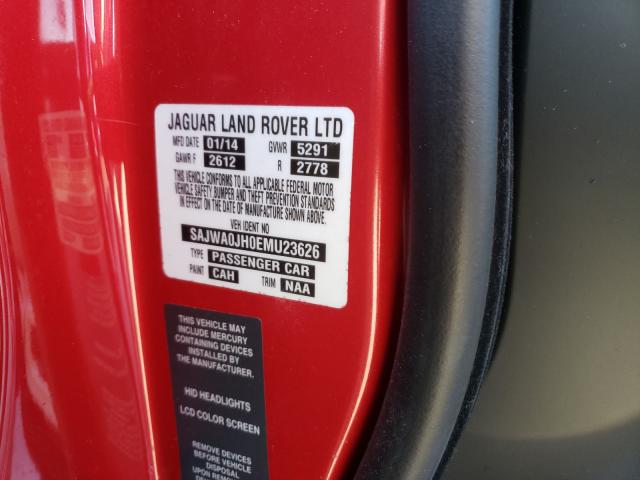 JAGUAR LAND ROVER LTD
MFD DATE 01/14 GVWR 5291
GAWR F 2612 R 2778
THIS VEHICLE CONFORMS TO ALL APPLICABLE FEDERAL MOTOR
VEHICLE SAFETY BUMPER AND THEFT PREVENTION STANDARDS
IN EFFECT ON THE DATE OF MANUFACTURE SHOWN ABOVE.
VEH IDENT NO
SAJWA0JH0EMU23626
TYPE PASSENGER CAR
PAINT CAH TRIM NAA
THIS VEHICLE MAY
INCLUDE MERCURY
CONTAINING DEVICES
INSTALLED BY
THE MANUFACTURER.
HID HEADLIGHTS
LCD COLOR SCREEN
REMOVE DEVICES
BEFORE VEHICLE
DISPOSAL
UPON REMOVAL